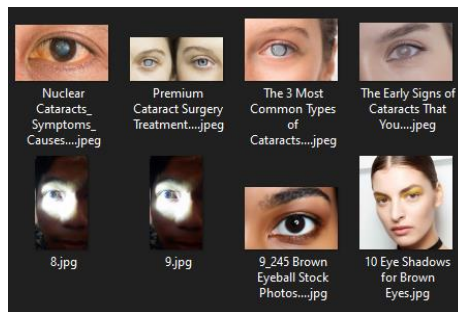 Nuclear
Cataracts_
Symptoms_
Causes....jpeg
Premium
Cataract Surgery
Treatment....jpeg
The 3 Most
Common Types
of
Cataracts....jpeg
The Early Signs of
Cataracts That
You....jpeg
8.jpg
9.jpg
9_245 Brown
Eyeball Stock
Photos....jpg
10 Eye Shadows
for Brown
Eyes.jpg